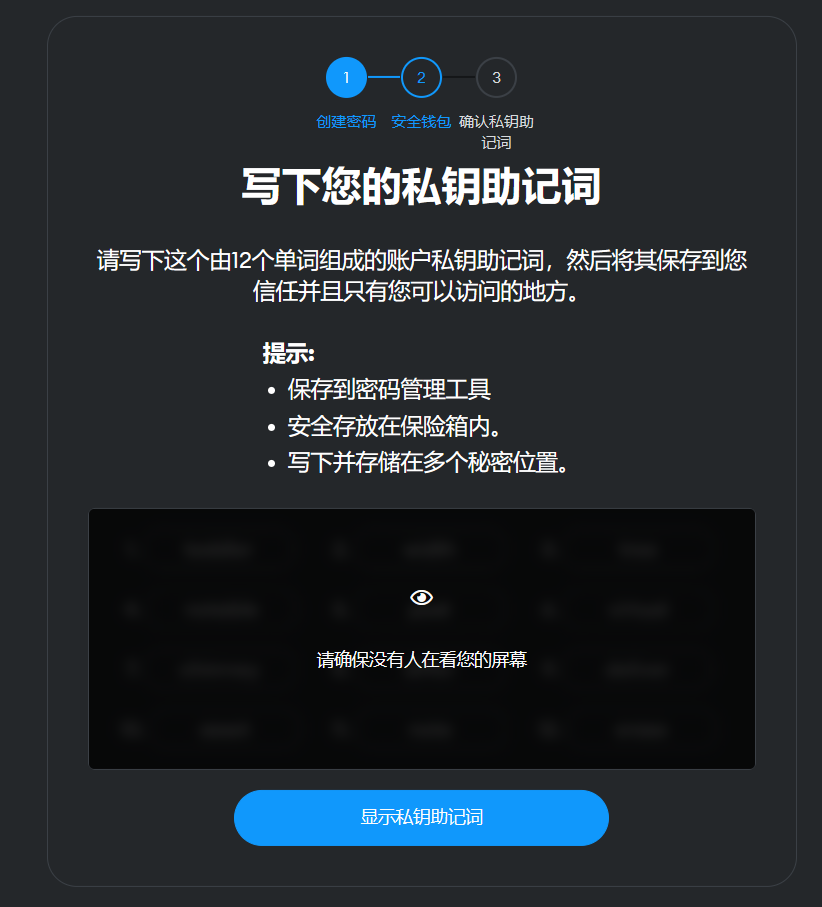 1 2 3
创建密码 安全钱包 确认私钥助
记词
写下您的私钥助记词
请写下这个由12个单词组成的账户私钥助记词，然后将其保存到您
信任并且只有您可以访问的地方。
提示:
• 保存到密码管理工具
• 安全存放在保险箱内。
• 写下并存储在多个秘密位置。
请确保没有人在看您的屏幕
显示私钥助记词